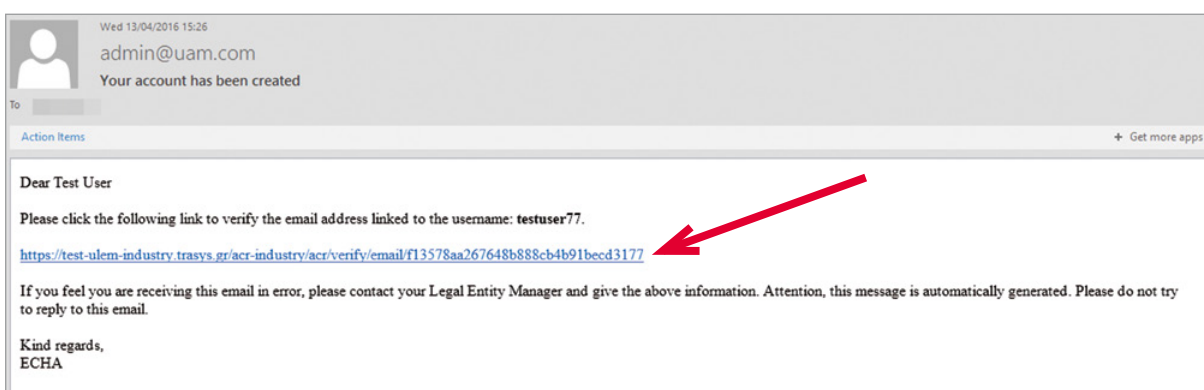 Wed 13/04/2016 15:26
admin@uam.com
Your account has been created
To
Action Items
+ Get more apps
Dear Test User
Please click the following link to verify the email address linked to the username: testuser77.
https://test-ulem-industry.trasys.gr/acr-industry/acr/verify/email/f13578aa267648b888cb4b91becd3177
If you feel you are receiving this email in error, please contact your Legal Entity Manager and give the above information. Attention, this message is automatically generated. Please do not try
to reply to this email.
Kind regards,
ECHA